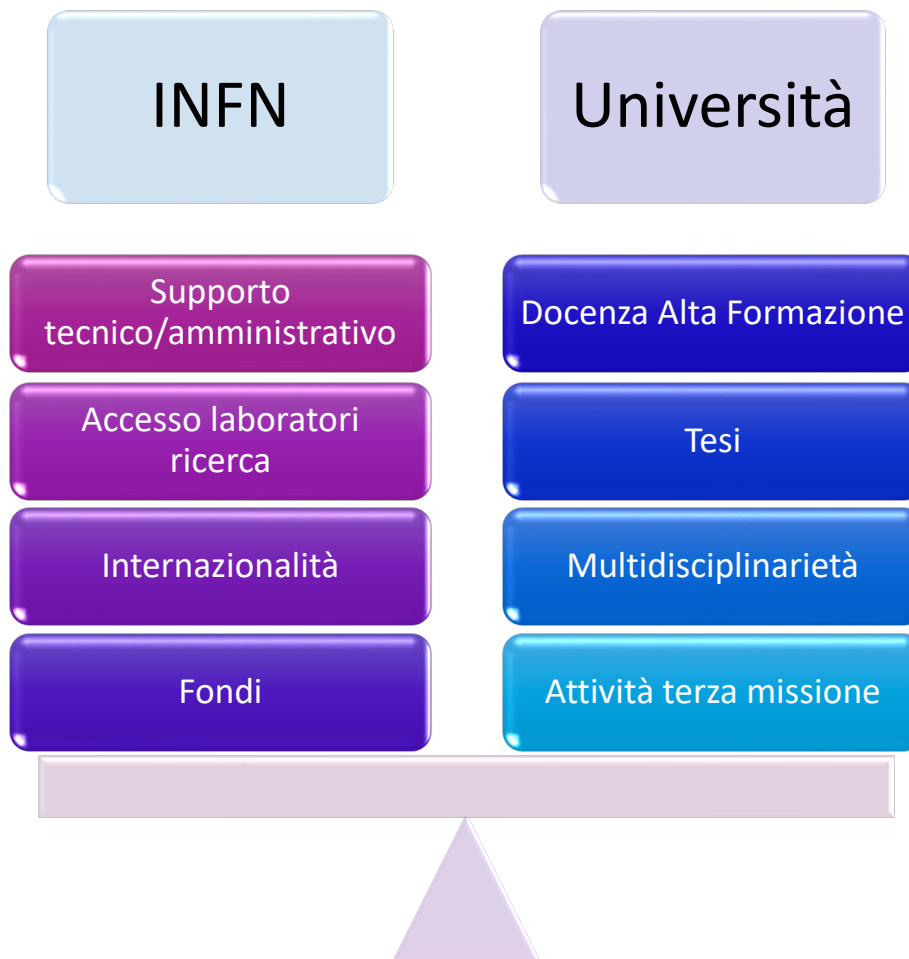 INFN
Università
Supporto
tecnico/amministrativo
Accesso laboratori
ricerca
Internazionalità
Fondi
Docenza Alta Formazione
Tesi
Multidisciplinarietà
Attività terza missione